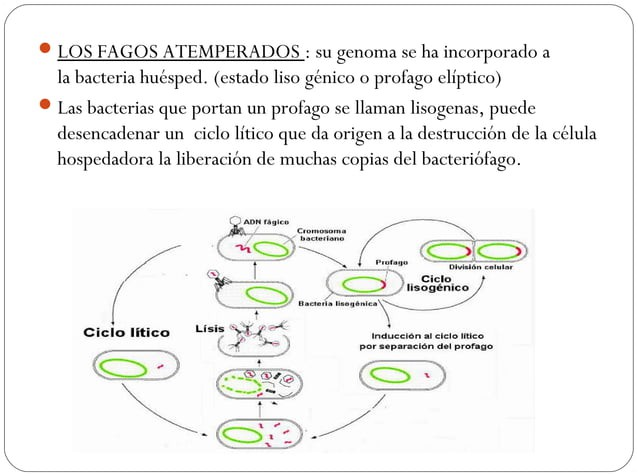 LOS FAGOS ATEMPERADOS : su genoma se ha incorporado a
la bacteria huésped. (estado liso génico o profago elíptico)
Las bacterias que portan un profago se llaman lisogenas, puede
desencadenar un ciclo lítico que da origen a la destrucción de la célula
hospedadora la liberación de muchas copias del bacteriófago.
ADN fágico
Cromosoma
bacteriano
Profago
División celular
Ciclo
lisogénico
Bacteria lisogénica
Ciclo lítico
Lísis
Inducción al ciclo lítico
por separación del profago